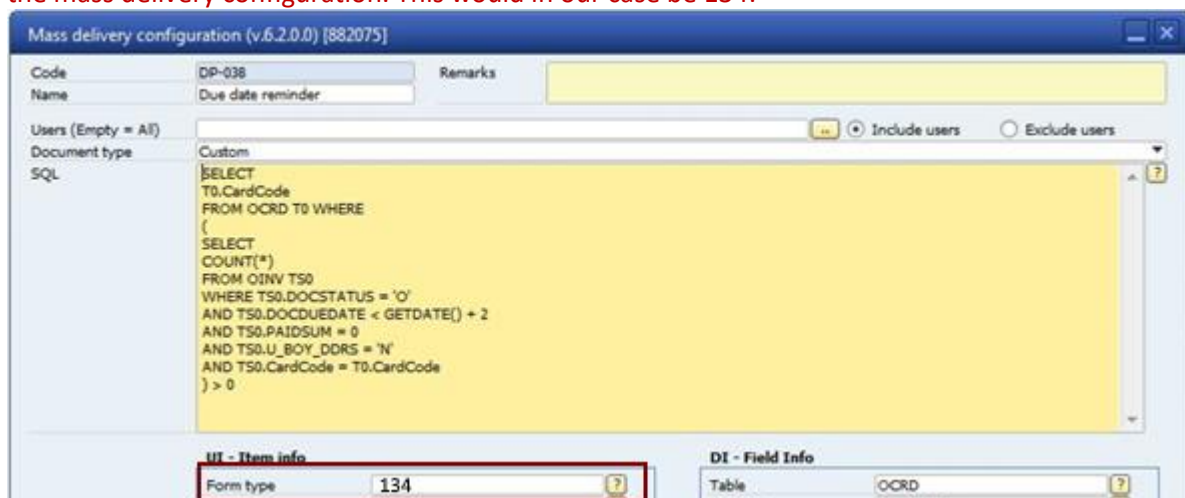 the mass delivery configuration. This would in our case be 134.
Mass delivery configuration (v.6.2.0.0) [882075]
Code DP-038 Remarks
Name Due date reminder
Users (Empty = All) .. Include users Exclude users
Document type Custom
SQL SELECT ?
T0.CardCode
FROM OCRD T0 WHERE
(
SELECT
COUNT(*)
FROM OINV TS0
WHERE TS0.DOCSTATUS = 'O'
AND TS0.DOCDUEDATE < GETDATE() + 2
AND TS0.PAIDSUM = 0
AND TS0.U_BOY_DDRS = 'N'
AND TS0.CardCode = T0.CardCode
) > 0
UI - Item info DI - Field Info
Form type 134 ? Table OCRD ?